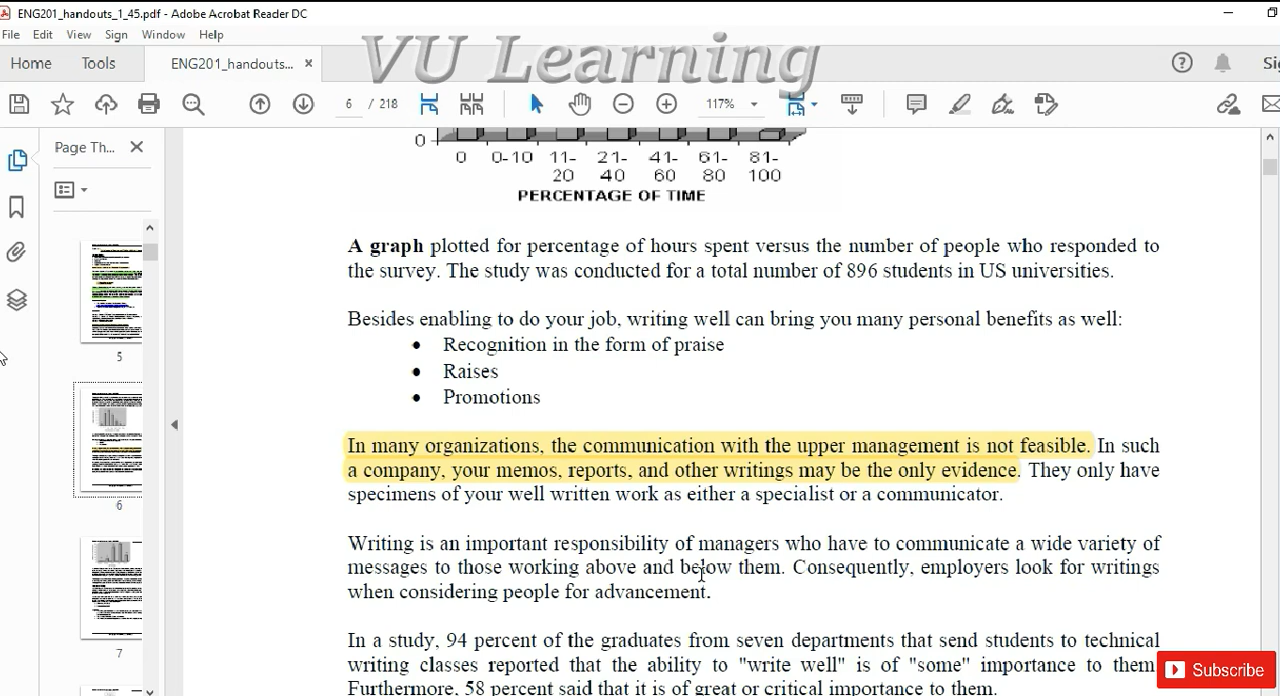 ENG201_handouts_1_45.pdf - Adobe Acrobat Reader DC
File Edit View Sign Window Help
VU Learning
Home Tools ENG201_handouts... ×
6 / 218 117%
Page Th...
5
6
7
0
0 0-10 11-20 21-40 41-60 61-80 81-100
PERCENTAGE OF TIME
A graph plotted for percentage of hours spent versus the number of people who responded to
the survey. The study was conducted for a total number of 896 students in US universities.
Besides enabling to do your job, writing well can bring you many personal benefits as well:
• Recognition in the form of praise
• Raises
• Promotions
In many organizations, the communication with the upper management is not feasible. In such
a company, your memos, reports, and other writings may be the only evidence. They only have
specimens of your well written work as either a specialist or a communicator.
Writing is an important responsibility of managers who have to communicate a wide variety of
messages to those working above and below them. Consequently, employers look for writings
when considering people for advancement.
In a study, 94 percent of the graduates from seven departments that send students to technical
writing classes reported that the ability to "write well" is of "some" importance to them.
Furthermore, 58 percent said that it is of great or critical importance to them.
Subscribe